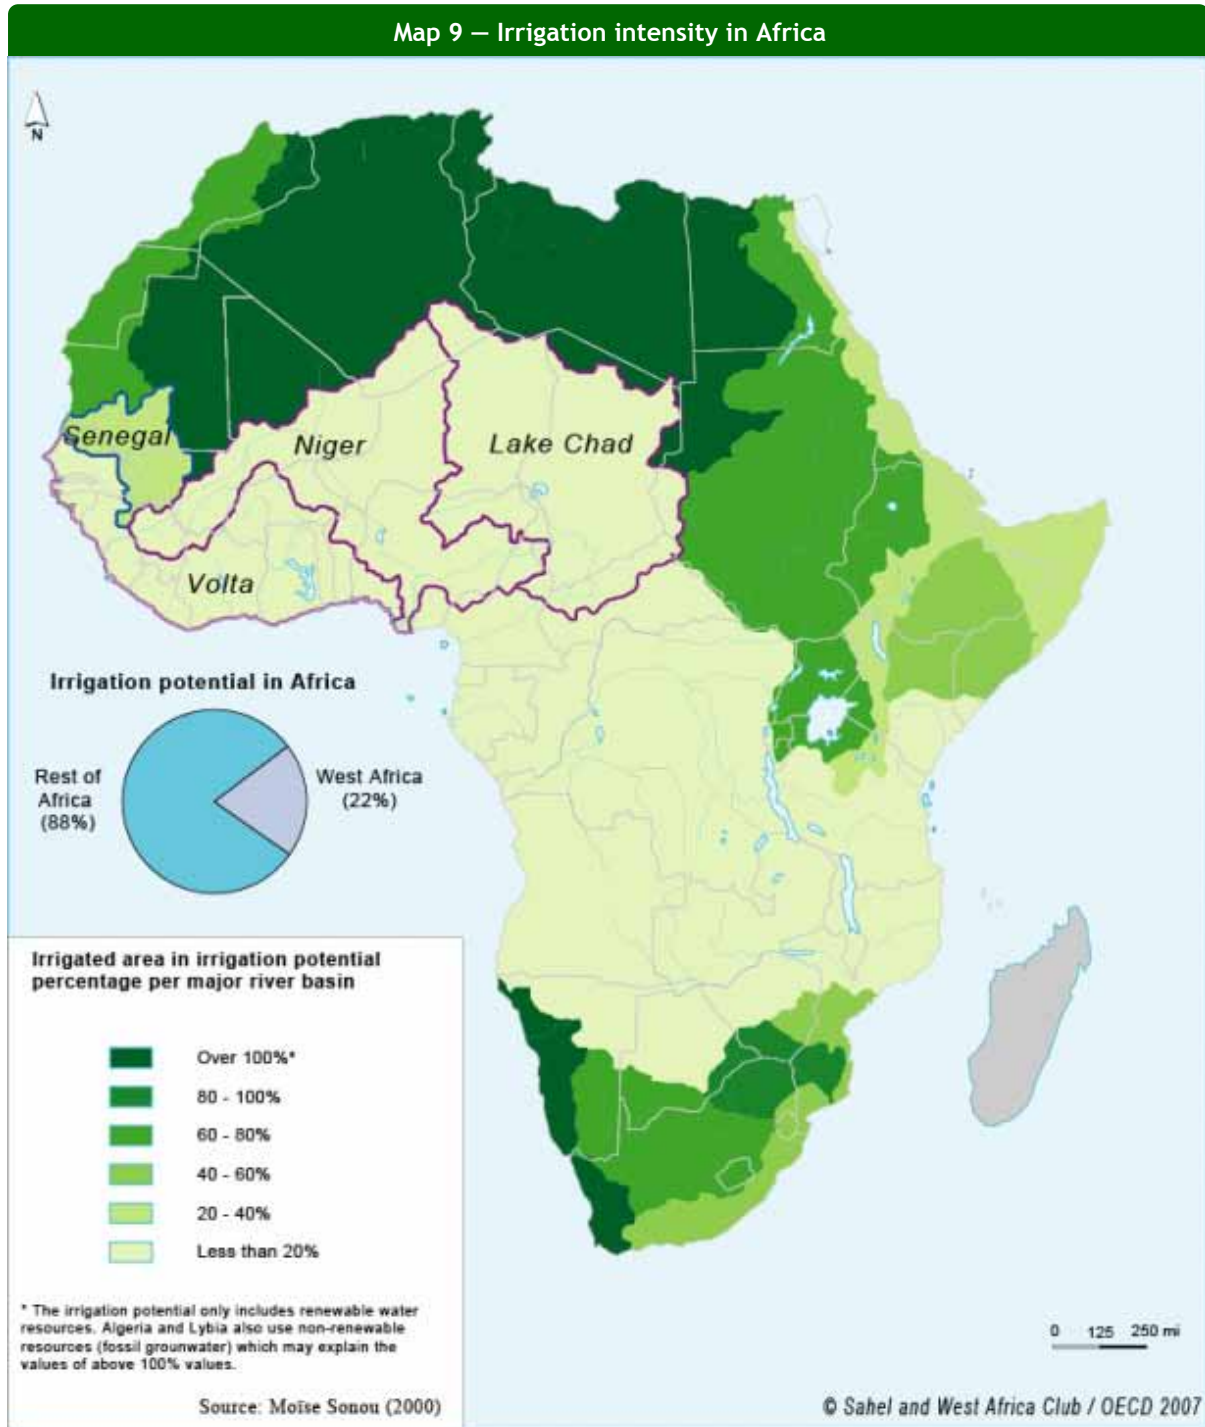 Map 9 — Irrigation intensity in Africa
N
Senegal
Niger
Lake Chad
Volta
Irrigation potential in Africa
Rest of
Africa
(88%)
West Africa
(22%)
Irrigated area in irrigation potential
percentage per major river basin
Over 100%*
80 - 100%
60 - 80%
40 - 60%
20 - 40%
Less than 20%
* The irrigation potential only includes renewable water
resources. Algeria and Lybia also use non-renewable
resources (fossil grounwater) which may explain the
values of above 100% values.
Source: Moïse Sonou (2000)
0 125 250 mi
© Sahel and West Africa Club / OECD 2007